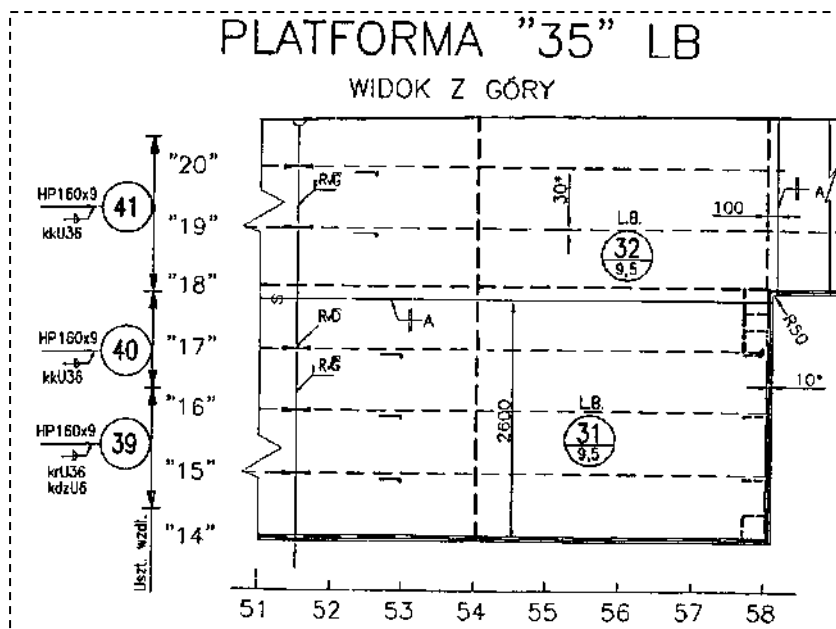 PLATFORMA "35" LB
WIDOK Z GÓRY
"20"
HP160x9
41
kkU36
"19"
"18"
HP160x9
40
kkU36
"17"
"16"
HP160x9
39
krU36
kdzU6
"15"
"14"
Uszt. wzdł.
30*
L.B.
32
9,5
100
A
S
A
R50
10*
2600
L.B.
31
9,5
51 52 53 54 55 56 57 58